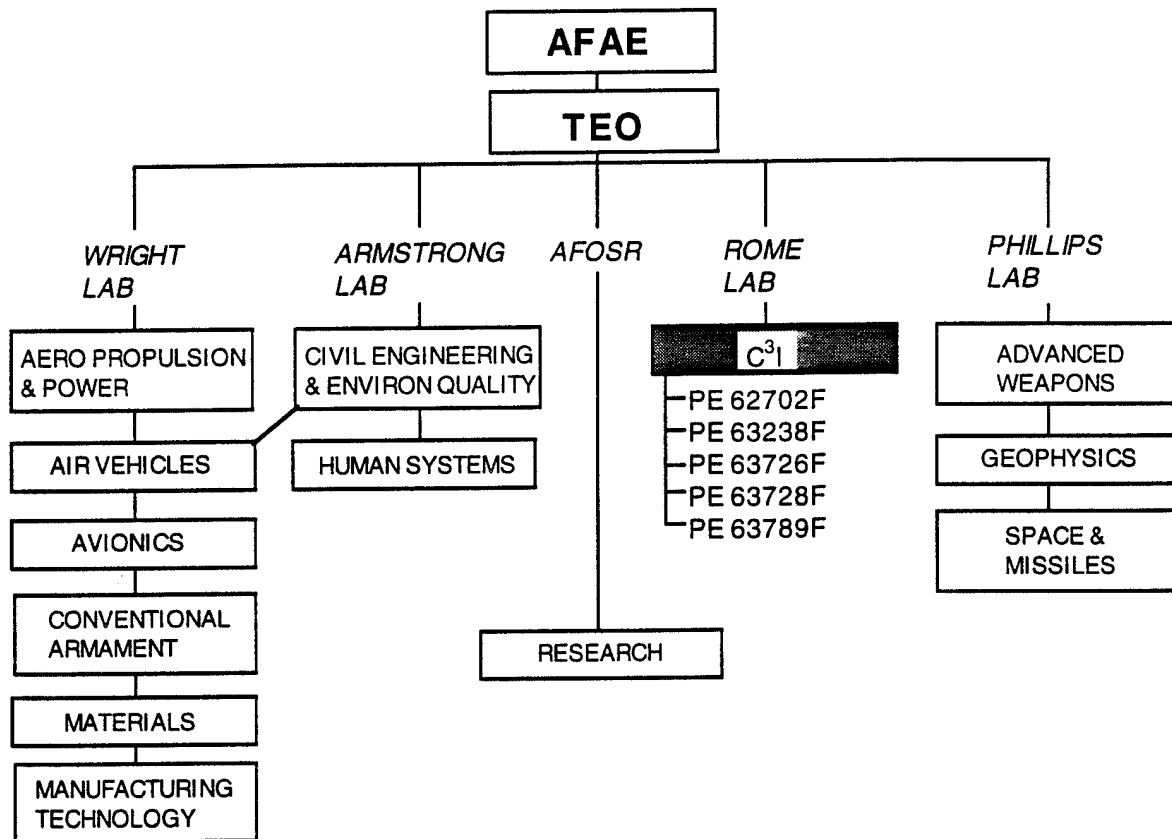 AFAE
TEO
WRIGHT
LAB
AERO PROPULSION
& POWER
AIR VEHICLES
AVIONICS
CONVENTIONAL
ARMAMENT
MATERIALS
MANUFACTURING
TECHNOLOGY
ARMSTRONG
LAB
CIVIL ENGINEERING
& ENVIRON QUALITY
HUMAN SYSTEMS
AFOSR
RESEARCH
ROME
LAB
C³I
PE 62702F
PE 63238F
PE 63726F
PE 63728F
PE 63789F
PHILLIPS
LAB
ADVANCED
WEAPONS
GEOPHYSICS
SPACE &
MISSILES